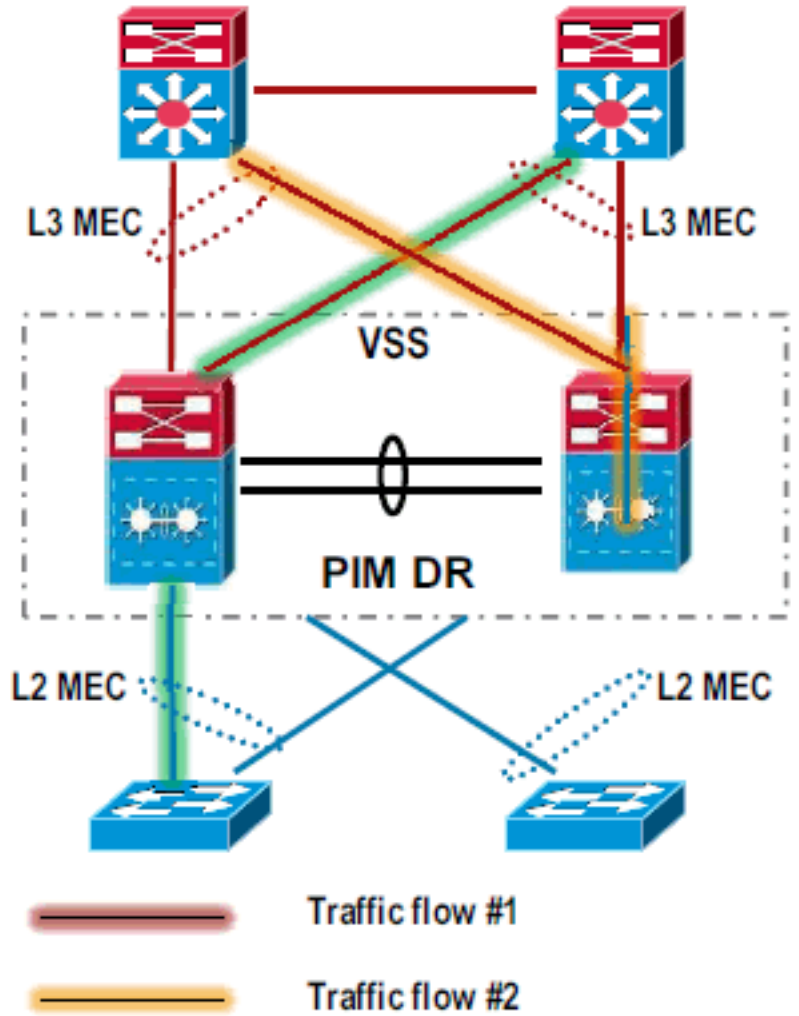 L3 MEC
L3 MEC
VSS
PIM DR
L2 MEC
L2 MEC
Traffic flow #1
Traffic flow #2